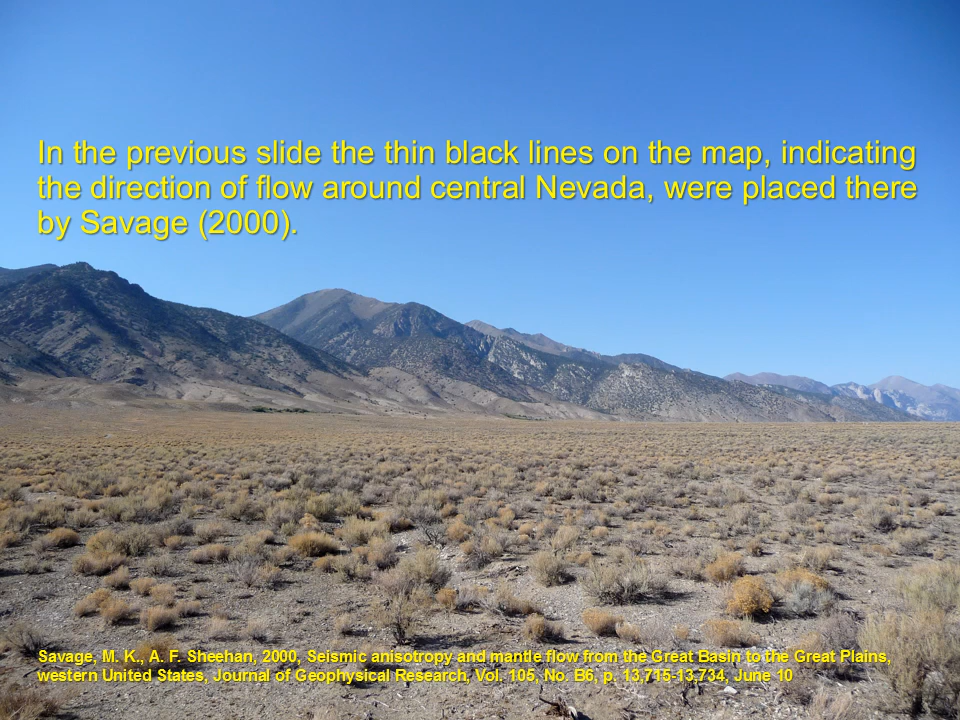 In the previous slide the thin black lines on the map, indicating
the direction of flow around central Nevada, were placed there
by Savage (2000).
Savage, M. K., A. F. Sheehan, 2000, Seismic anisotropy and mantle flow from the Great Basin to the Great Plains,
western United States, Journal of Geophysical Research, Vol. 105, No. B6, p. 13,715-13,734, June 10